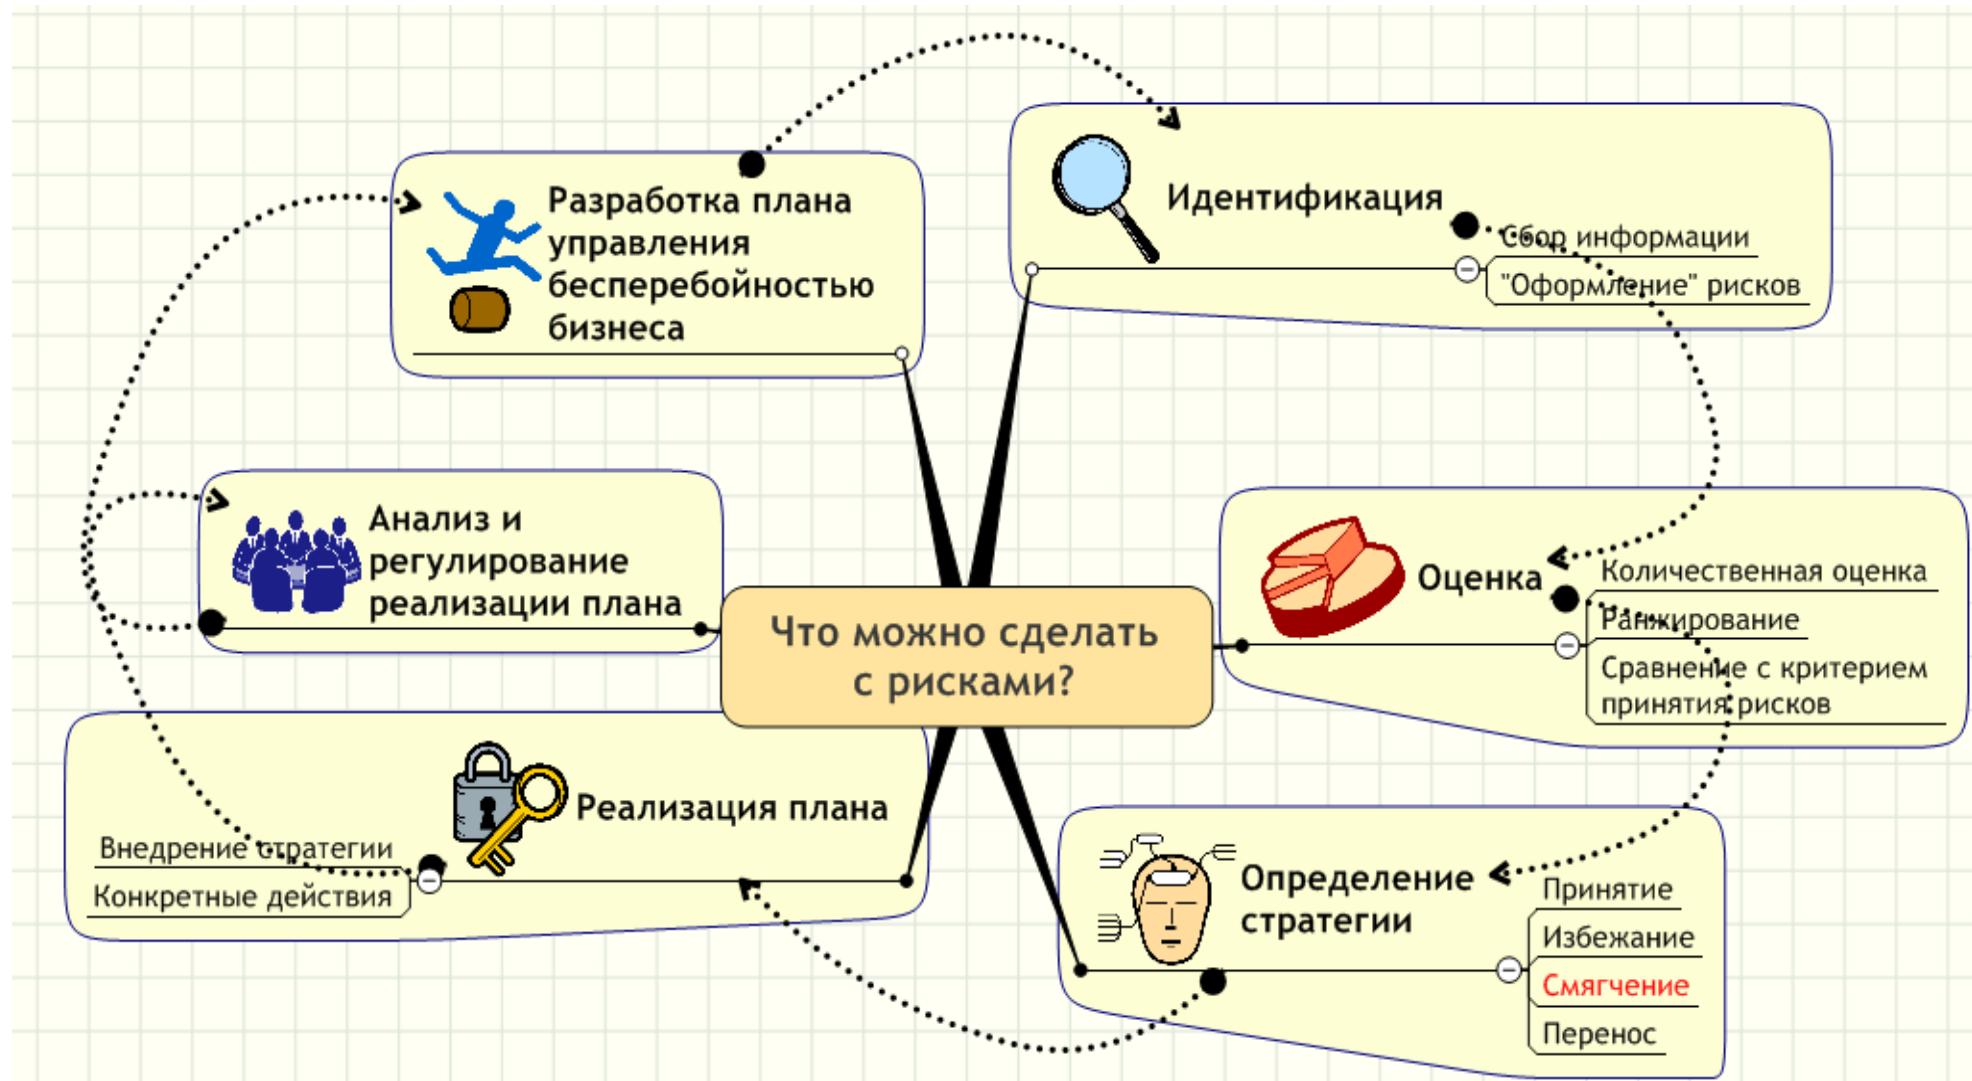 Что можно сделать
с рисками?
Идентификация
Сбор информации
"Оформление" рисков
Оценка
Количественная оценка
Ранжирование
Сравнение с критерием
принятия рисков
Определение
стратегии
Принятие
Избежание
Смягчение
Перенос
Реализация плана
Внедрение стратегии
Конкретные действия
Анализ и
регулирование
реализации плана
Разработка плана
управления
бесперебойностью
бизнеса